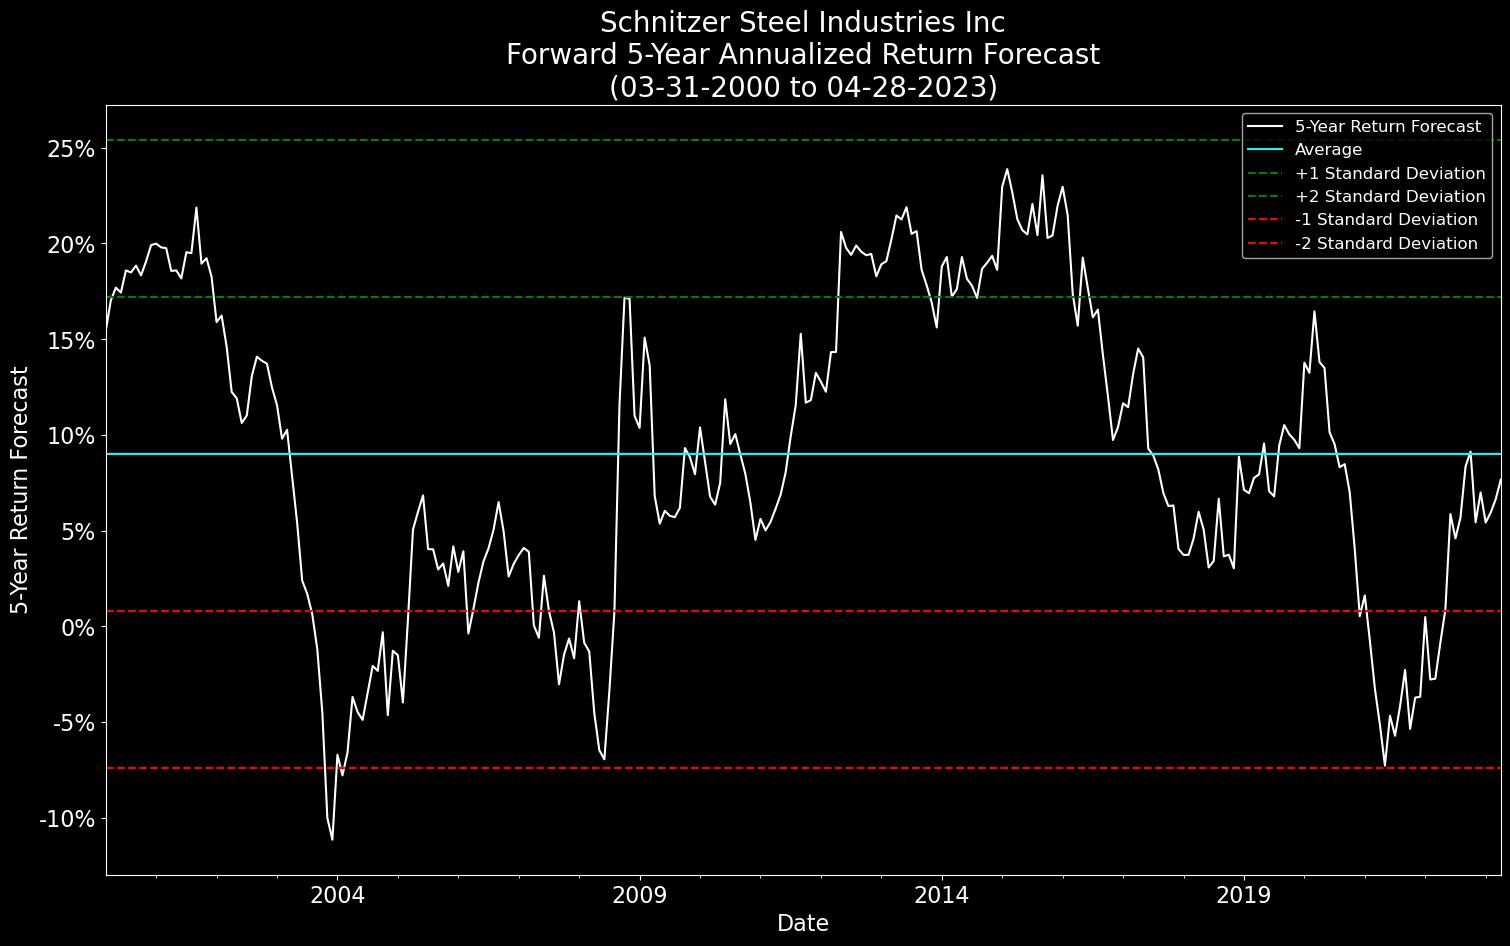 Schnitzer Steel Industries Inc
Forward 5-Year Annualized Return Forecast
(03-31-2000 to 04-28-2023)
5-Year Return Forecast
Average
+1 Standard Deviation
+2 Standard Deviation
-1 Standard Deviation
-2 Standard Deviation
25%
20%
15%
10%
5%
0%
-5%
-10%
5-Year Return Forecast
2004
2009
2014
2019
Date